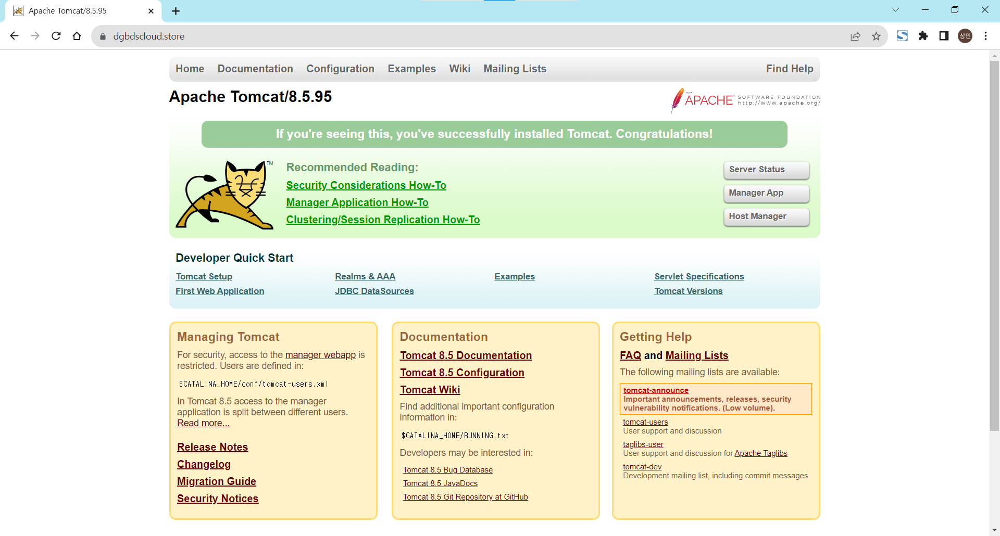 Apache Tomcat/8.5.95
dgbdscloud.store
상민
Home Documentation Configuration Examples Wiki Mailing Lists Find Help
Apache Tomcat/8.5.95
THE APACHE SOFTWARE FOUNDATION
http://www.apache.org/
If you're seeing this, you've successfully installed Tomcat. Congratulations!
TM
Recommended Reading:
Security Considerations How-To
Manager Application How-To
Clustering/Session Replication How-To
Server Status
Manager App
Host Manager
Developer Quick Start
Tomcat Setup
First Web Application
Realms & AAA
JDBC DataSources
Examples
Servlet Specifications
Tomcat Versions
Managing Tomcat
For security, access to the manager webapp is
restricted. Users are defined in:
$CATALINA_HOME/conf/tomcat-users.xml
In Tomcat 8.5 access to the manager
application is split between different users.
Read more...
Release Notes
Changelog
Migration Guide
Security Notices
Documentation
Tomcat 8.5 Documentation
Tomcat 8.5 Configuration
Tomcat Wiki
Find additional important configuration
information in:
$CATALINA_HOME/RUNNING.txt
Developers may be interested in:
Tomcat 8.5 Bug Database
Tomcat 8.5 JavaDocs
Tomcat 8.5 Git Repository at GitHub
Getting Help
FAQ and Mailing Lists
The following mailing lists are available:
tomcat-announce
Important announcements, releases, security
vulnerability notifications. (Low volume).
tomcat-users
User support and discussion
taglibs-user
User support and discussion for Apache Taglibs
tomcat-dev
Development mailing list, including commit messages